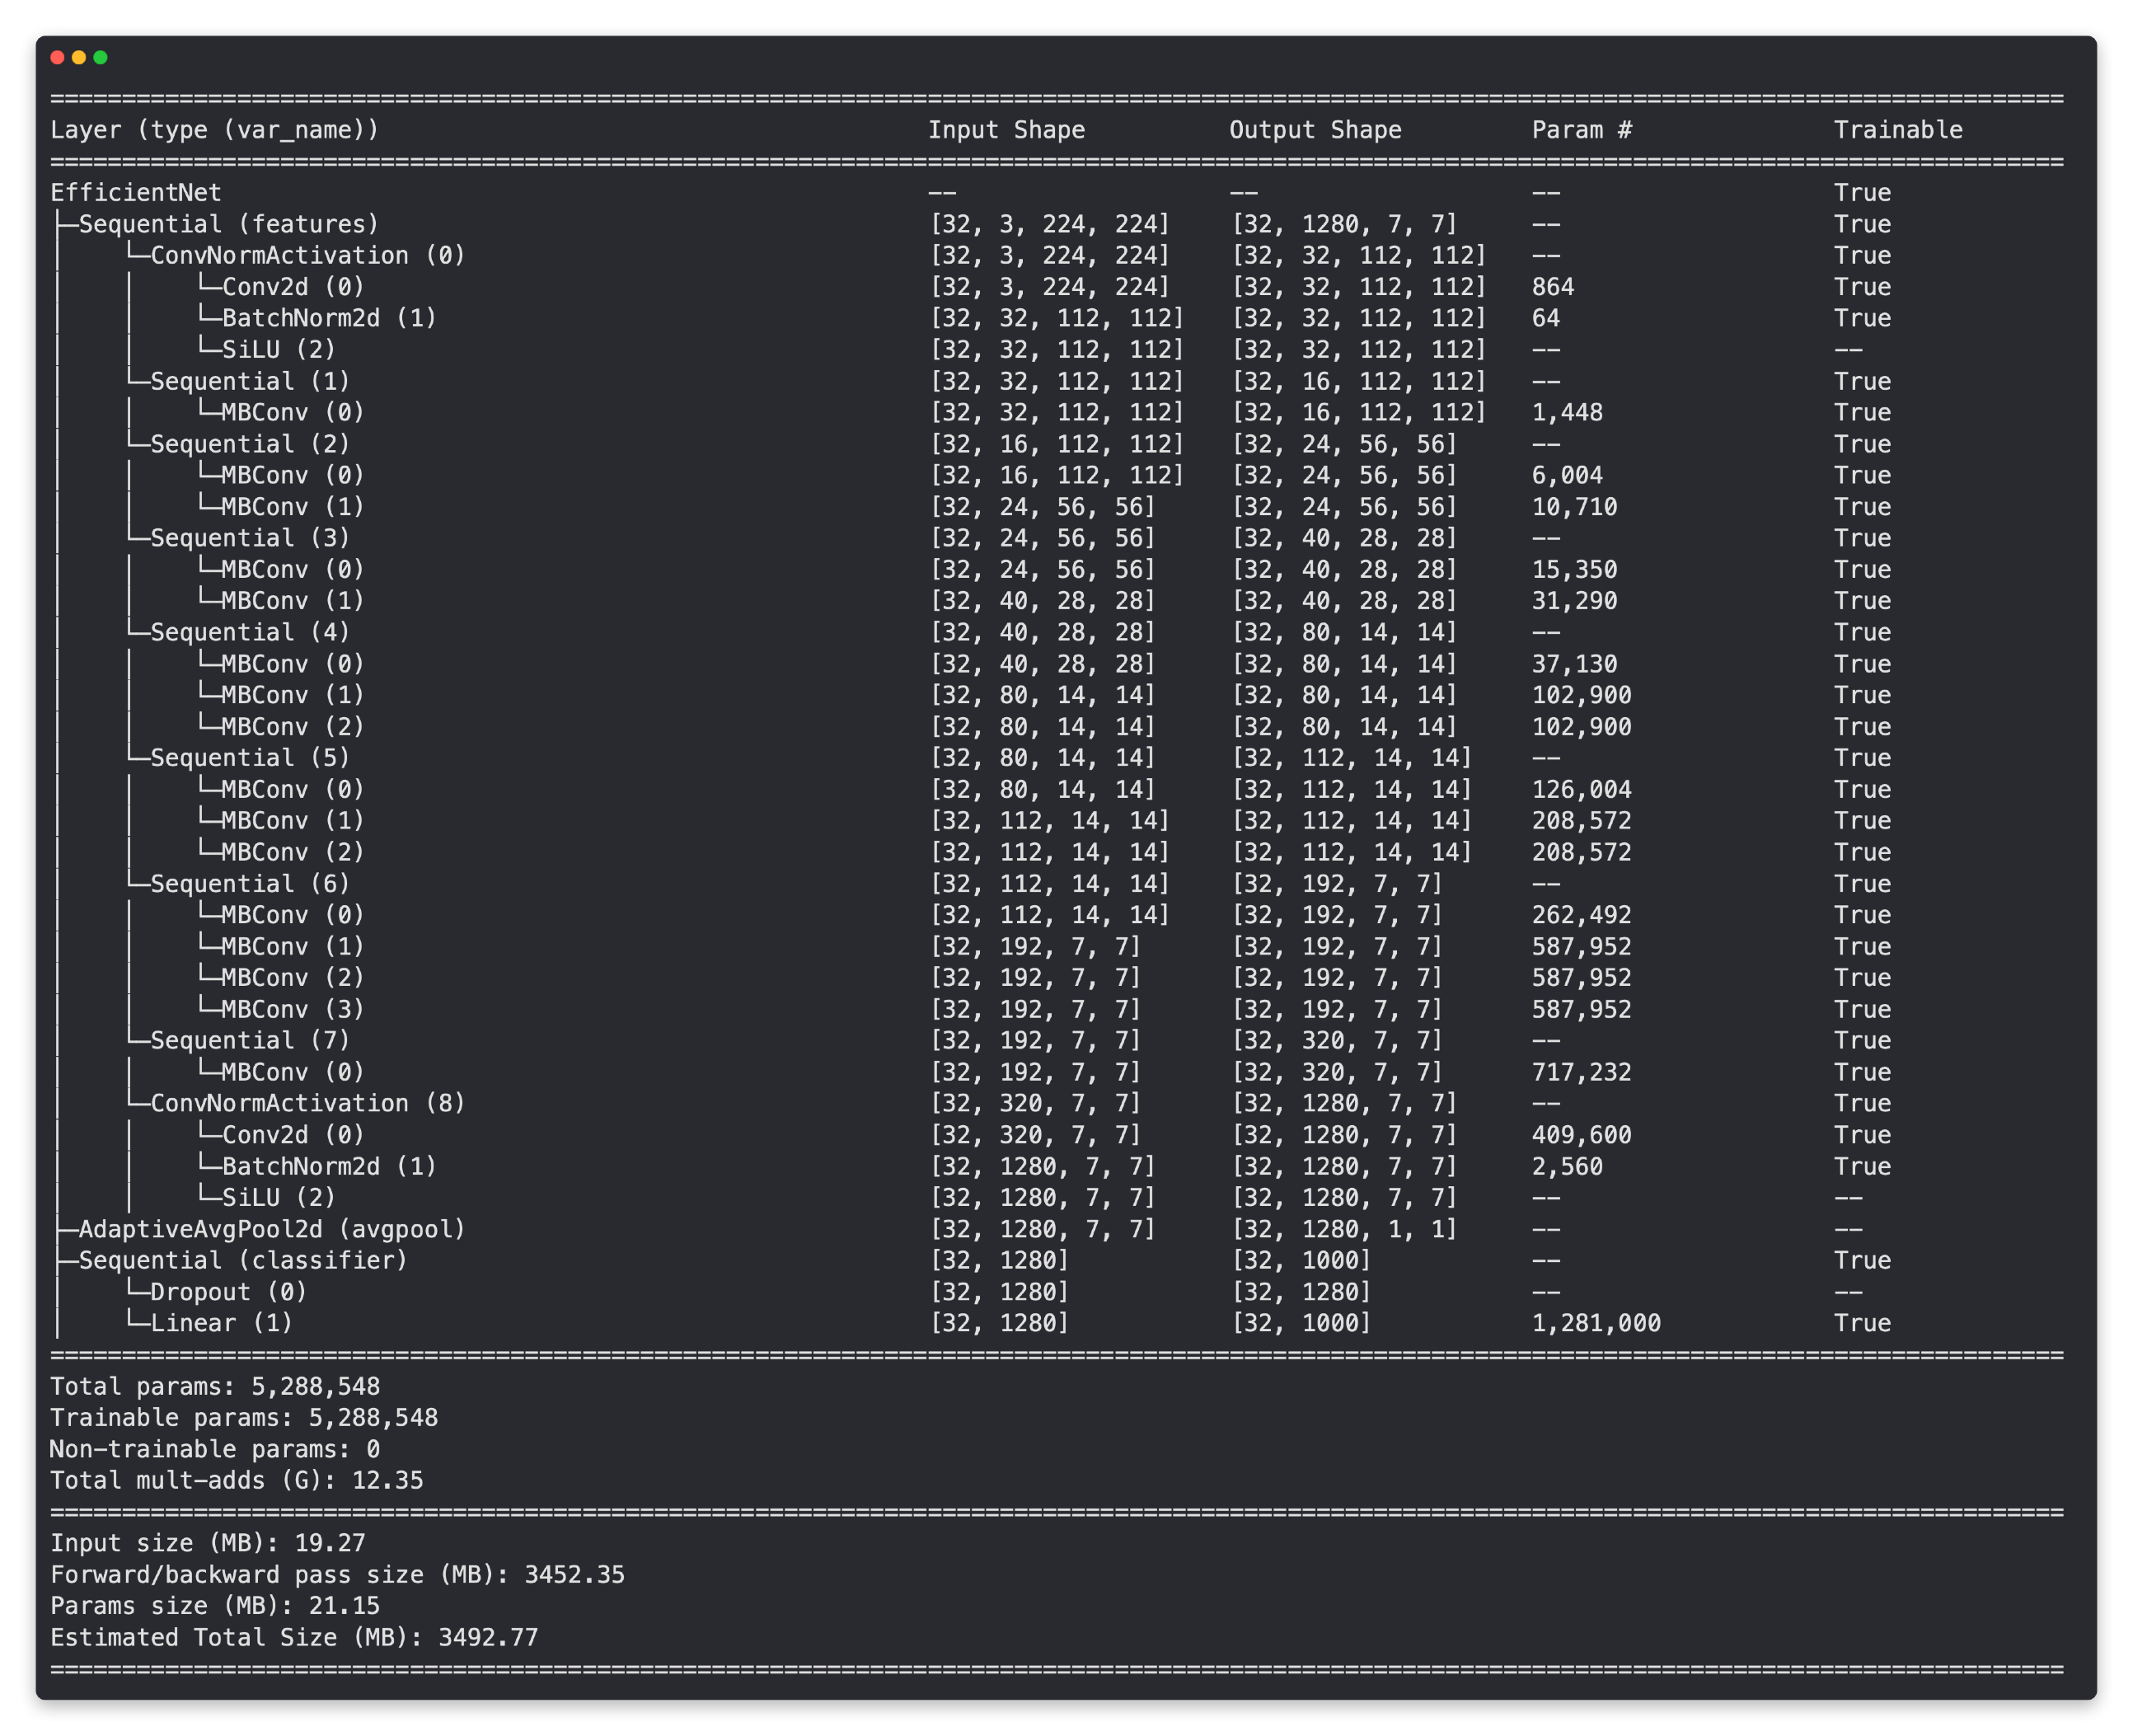 ============================================================================================================================================
Layer (type (var_name))                                      Input Shape          Output Shape         Param #              Trainable
============================================================================================================================================
EfficientNet                                                 --                   --                   --                   True
├─Sequential (features)                                      [32, 3, 224, 224]    [32, 1280, 7, 7]     --                   True
│    └─ConvNormActivation (0)                                [32, 3, 224, 224]    [32, 32, 112, 112]   --                   True
│    │    └─Conv2d (0)                                       [32, 3, 224, 224]    [32, 32, 112, 112]   864                  True
│    │    └─BatchNorm2d (1)                                  [32, 32, 112, 112]   [32, 32, 112, 112]   64                   True
│    │    └─SiLU (2)                                         [32, 32, 112, 112]   [32, 32, 112, 112]   --                   --
│    └─Sequential (1)                                        [32, 32, 112, 112]   [32, 16, 112, 112]   --                   True
│    │    └─MBConv (0)                                       [32, 32, 112, 112]   [32, 16, 112, 112]   1,448                True
│    └─Sequential (2)                                        [32, 16, 112, 112]   [32, 24, 56, 56]     --                   True
│    │    └─MBConv (0)                                       [32, 16, 112, 112]   [32, 24, 56, 56]     6,004                True
│    │    └─MBConv (1)                                       [32, 24, 56, 56]     [32, 24, 56, 56]     10,710               True
│    └─Sequential (3)                                        [32, 24, 56, 56]     [32, 40, 28, 28]     --                   True
│    │    └─MBConv (0)                                       [32, 24, 56, 56]     [32, 40, 28, 28]     15,350               True
│    │    └─MBConv (1)                                       [32, 40, 28, 28]     [32, 40, 28, 28]     31,290               True
│    └─Sequential (4)                                        [32, 40, 28, 28]     [32, 80, 14, 14]     --                   True
│    │    └─MBConv (0)                                       [32, 40, 28, 28]     [32, 80, 14, 14]     37,130               True
│    │    └─MBConv (1)                                       [32, 80, 14, 14]     [32, 80, 14, 14]     102,900              True
│    │    └─MBConv (2)                                       [32, 80, 14, 14]     [32, 80, 14, 14]     102,900              True
│    └─Sequential (5)                                        [32, 80, 14, 14]     [32, 112, 14, 14]    --                   True
│    │    └─MBConv (0)                                       [32, 80, 14, 14]     [32, 112, 14, 14]    126,004              True
│    │    └─MBConv (1)                                       [32, 112, 14, 14]    [32, 112, 14, 14]    208,572              True
│    │    └─MBConv (2)                                       [32, 112, 14, 14]    [32, 112, 14, 14]    208,572              True
│    └─Sequential (6)                                        [32, 112, 14, 14]    [32, 192, 7, 7]      --                   True
│    │    └─MBConv (0)                                       [32, 112, 14, 14]    [32, 192, 7, 7]      262,492              True
│    │    └─MBConv (1)                                       [32, 192, 7, 7]      [32, 192, 7, 7]      587,952              True
│    │    └─MBConv (2)                                       [32, 192, 7, 7]      [32, 192, 7, 7]      587,952              True
│    │    └─MBConv (3)                                       [32, 192, 7, 7]      [32, 192, 7, 7]      587,952              True
│    └─Sequential (7)                                        [32, 192, 7, 7]      [32, 320, 7, 7]      --                   True
│    │    └─MBConv (0)                                       [32, 192, 7, 7]      [32, 320, 7, 7]      717,232              True
│    └─ConvNormActivation (8)                                [32, 320, 7, 7]      [32, 1280, 7, 7]     --                   True
│    │    └─Conv2d (0)                                       [32, 320, 7, 7]      [32, 1280, 7, 7]     409,600              True
│    │    └─BatchNorm2d (1)                                  [32, 1280, 7, 7]     [32, 1280, 7, 7]     2,560                True
│    │    └─SiLU (2)                                         [32, 1280, 7, 7]     [32, 1280, 7, 7]     --                   --
├─AdaptiveAvgPool2d (avgpool)                                [32, 1280, 7, 7]     [32, 1280, 1, 1]     --                   --
├─Sequential (classifier)                                    [32, 1280]           [32, 1000]           --                   True
│    └─Dropout (0)                                           [32, 1280]           [32, 1280]           --                   --
│    └─Linear (1)                                            [32, 1280]           [32, 1000]           1,281,000            True
============================================================================================================================================
Total params: 5,288,548
Trainable params: 5,288,548
Non-trainable params: 0
Total mult-adds (G): 12.35
============================================================================================================================================
Input size (MB): 19.27
Forward/backward pass size (MB): 3452.35
Params size (MB): 21.15
Estimated Total Size (MB): 3492.77
============================================================================================================================================